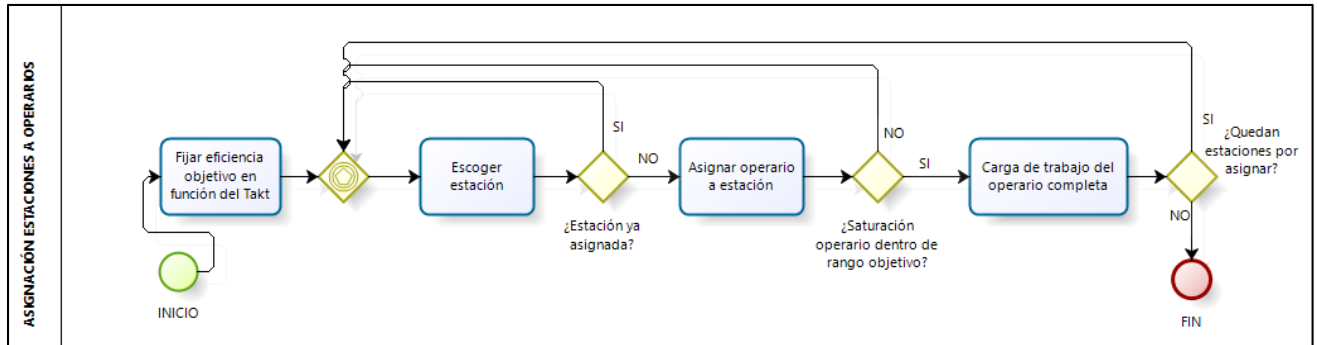 ASIGNACIÓN ESTACIONES A OPERARIOS
INICIO
Fijar eficiencia
objetivo en
función del Takt
Escoger
estación
¿Estación ya
asignada?
SI
NO
Asignar operario
a estación
¿Saturación
operario dentro de
rango objetivo?
NO
SI
Carga de trabajo del
operario completa
¿Quedan
estaciones por
asignar?
SI
NO
FIN